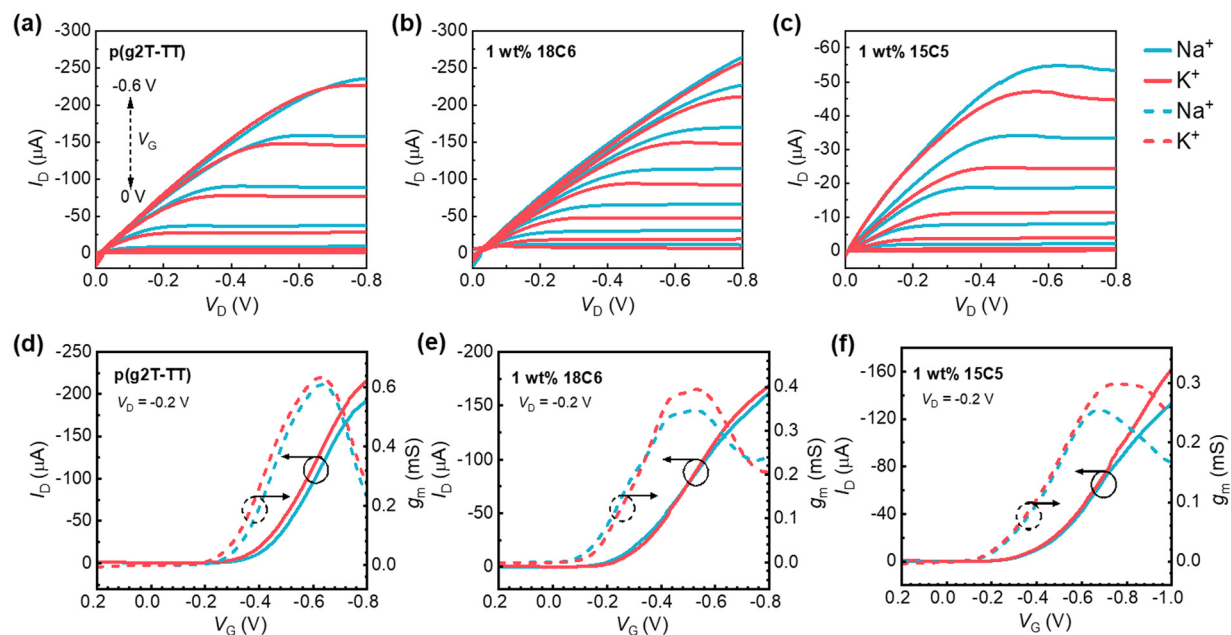 (a)
p(g2T-TT)
-0.6 V
V_G
0 V
-300
-250
-200
-150
-100
-50
0
I_D (µA)
0.0 -0.2 -0.4 -0.6 -0.8
V_D (V)
(b)
1 wt% 18C6
-300
-250
-200
-150
-100
-50
0
I_D (µA)
0.0 -0.2 -0.4 -0.6 -0.8
V_D (V)
(c)
1 wt% 15C5
-60
-50
-40
-30
-20
-10
0
I_D (µA)
0.0 -0.2 -0.4 -0.6 -0.8
V_D (V)
Na⁺
K⁺
Na⁺
K⁺
(d)
p(g2T-TT)
V_D = -0.2 V
-250
-200
-150
-100
-50
0
I_D (µA)
0.6
0.4
0.2
0.0
g_m (mS)
0.2 0.0 -0.2 -0.4 -0.6 -0.8
V_G (V)
(e)
1 wt% 18C6
V_D = -0.2 V
-200
-150
-100
-50
0
I_D (µA)
0.4
0.3
0.2
0.1
0.0
g_m (mS)
0.2 0.0 -0.2 -0.4 -0.6 -0.8
V_G (V)
(f)
1 wt% 15C5
V_D = -0.2 V
-160
-120
-80
-40
0
I_D (µA)
0.3
0.2
0.1
0.0
g_m (mS)
0.2 0.0 -0.2 -0.4 -0.6 -0.8 -1.0
V_G (V)